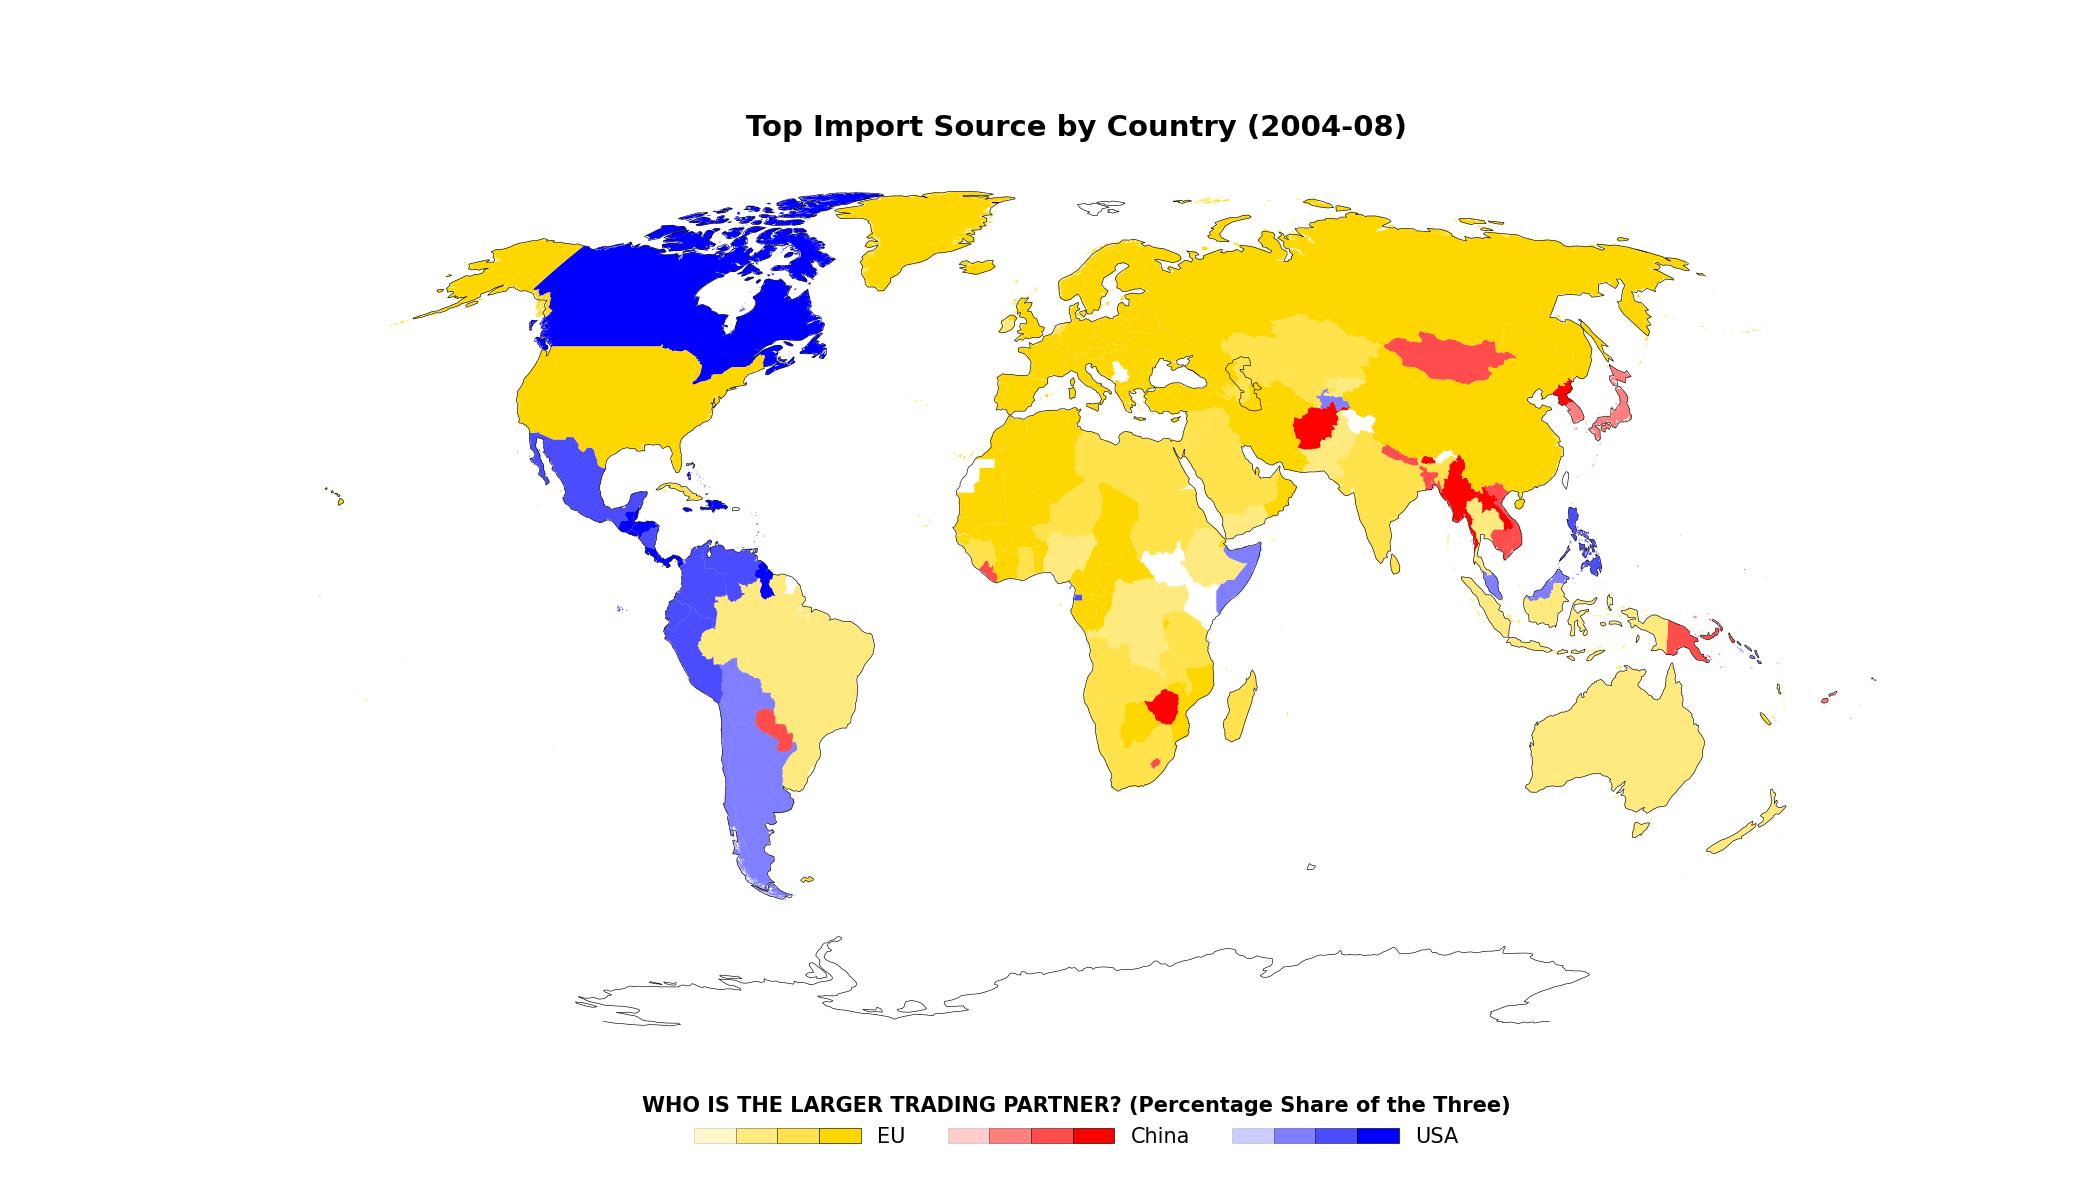 Top Import Source by Country (2004-08)
WHO IS THE LARGER TRADING PARTNER? (Percentage Share of the Three)
EU China USA